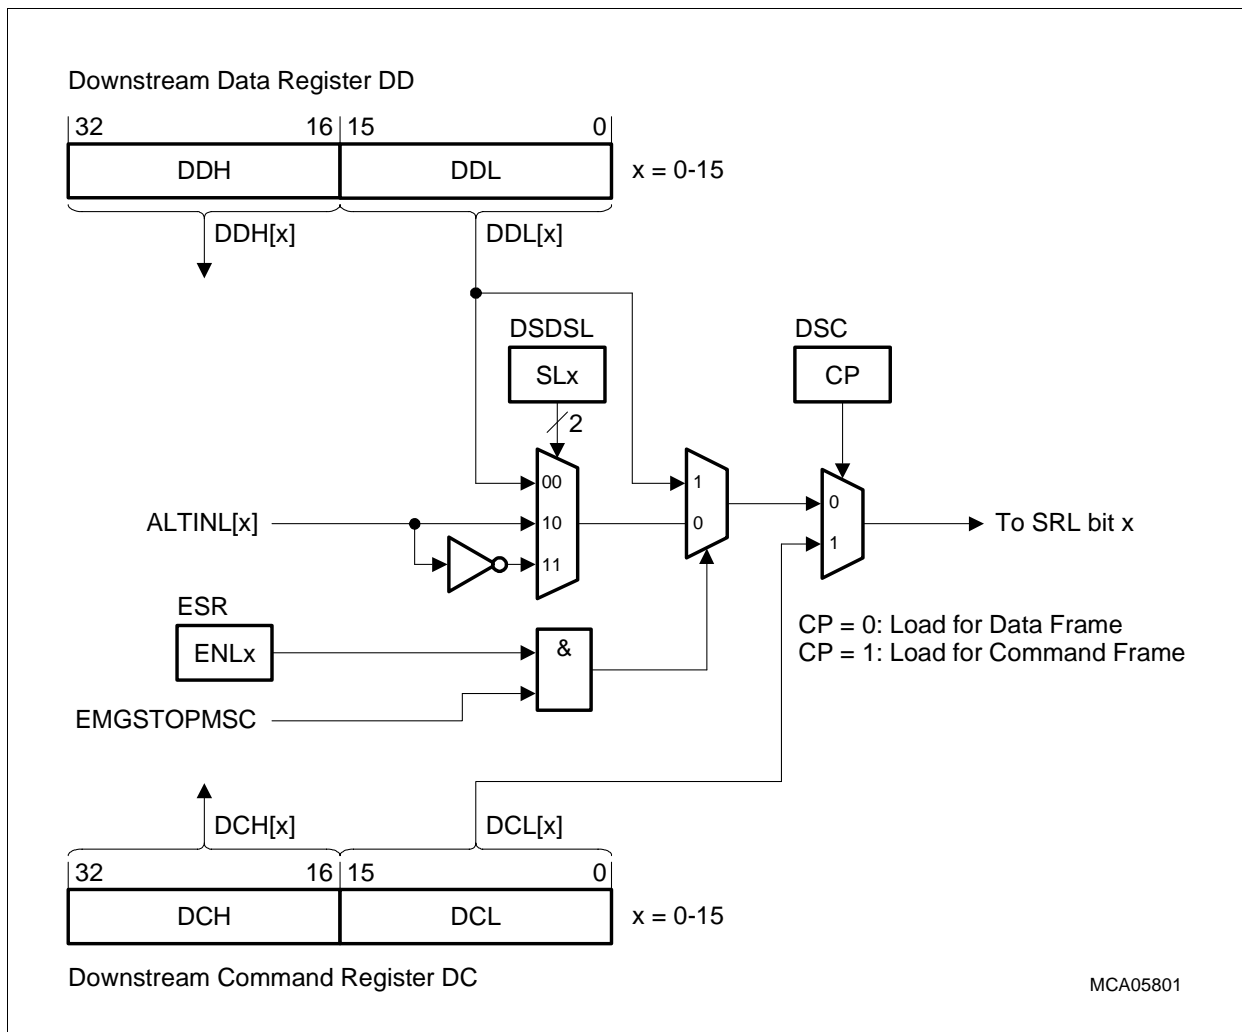 Downstream Data Register DD
32 16 15 0
DDH DDL x = 0-15
DDH[x] DDL[x]
DSDSL DSC
SLx CP
2
00 1
0
ALTINL[x] 10 0 To SRL bit x
1
11
ESR
CP = 0: Load for Data Frame
ENLx & CP = 1: Load for Command Frame
EMGSTOPMSC
DCH[x] DCL[x]
32 16 15 0
DCH DCL x = 0-15
Downstream Command Register DC
MCA05801